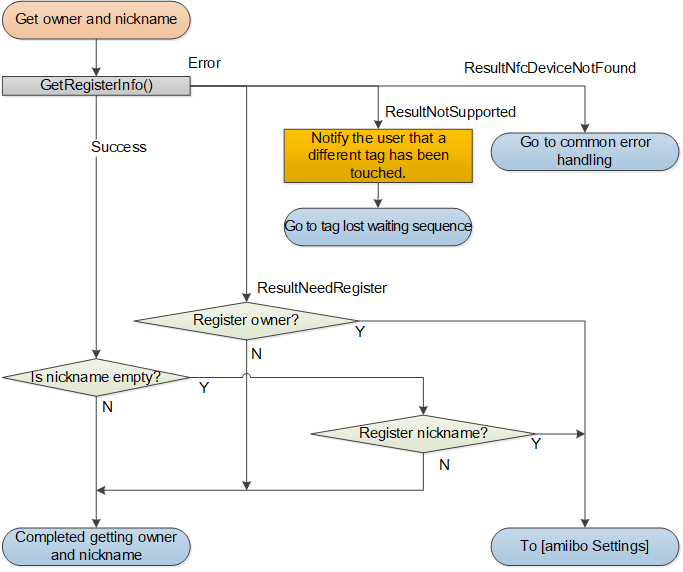 Get owner and nickname
Error
ResultNfcDeviceNotFound
GetRegisterInfo()
ResultNotSupported
Success
Notify the user that a
different tag has been
touched.
Go to common error
handling
Go to tag lost waiting sequence
ResultNeedRegister
Register owner?
Y
N
Is nickname empty?
Y
N
Register nickname?
Y
N
Completed getting owner
and nickname
To [amiibo Settings]